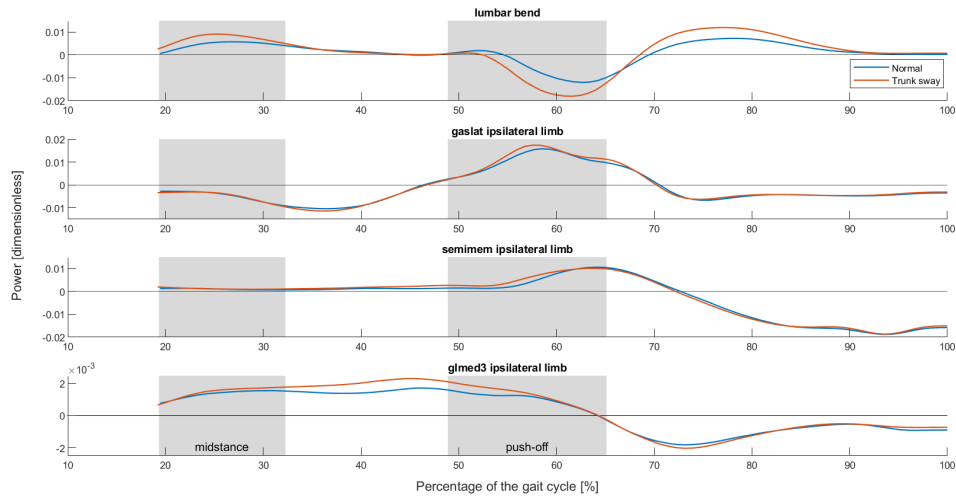 lumbar bend
0.01
0
-0.01
-0.02
10 20 30 40 50 60 70 80 90 100
Normal
Trunk sway
gaslat ipsilateral limb
0.02
0.01
0
-0.01
10 20 30 40 50 60 70 80 90 100
semimem ipsilateral limb
0.01
0
-0.01
-0.02
10 20 30 40 50 60 70 80 90 100
glmed3 ipsilateral limb
×10⁻³
2
0
-2
midstance
push-off
10 20 30 40 50 60 70 80 90 100
Percentage of the gait cycle [%]
Power [dimensionless]